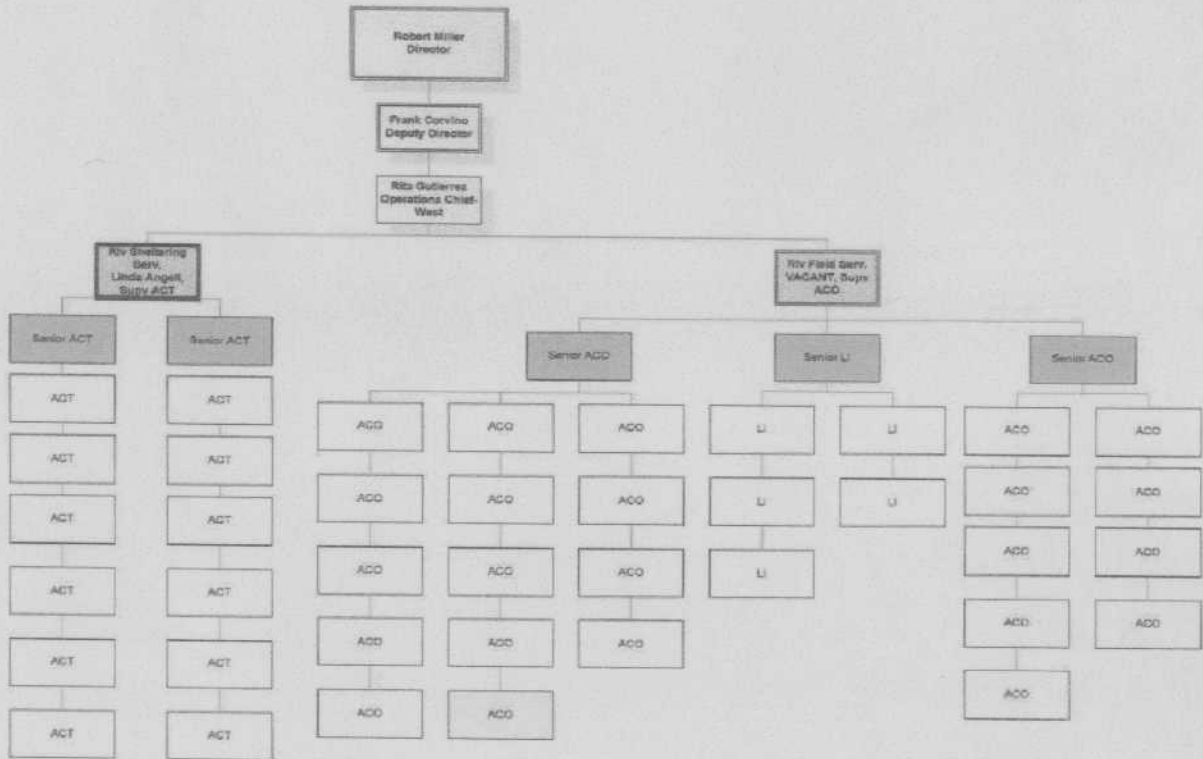 Robert Miller
Director
Frank Corvino
Deputy Director
Rita Gutierrez
Operations Chief-
West
Riv Sheltering
Serv.
Linda Angell,
Supv ACT
Riv Field Serv.
VACANT, Supv
ACO
Senior ACT
Senior ACT
Senior ACO
Senior LI
Senior ACO
ACT
ACT
ACT
ACT
ACT
ACT
ACT
ACT
ACT
ACT
ACT
ACT
ACO
ACO
ACO
ACO
ACO
ACO
ACO
ACO
ACO
ACO
ACO
ACO
ACO
ACO
LI
LI
LI
LI
LI
ACO
ACO
ACO
ACO
ACO
ACO
ACO
ACO
ACO